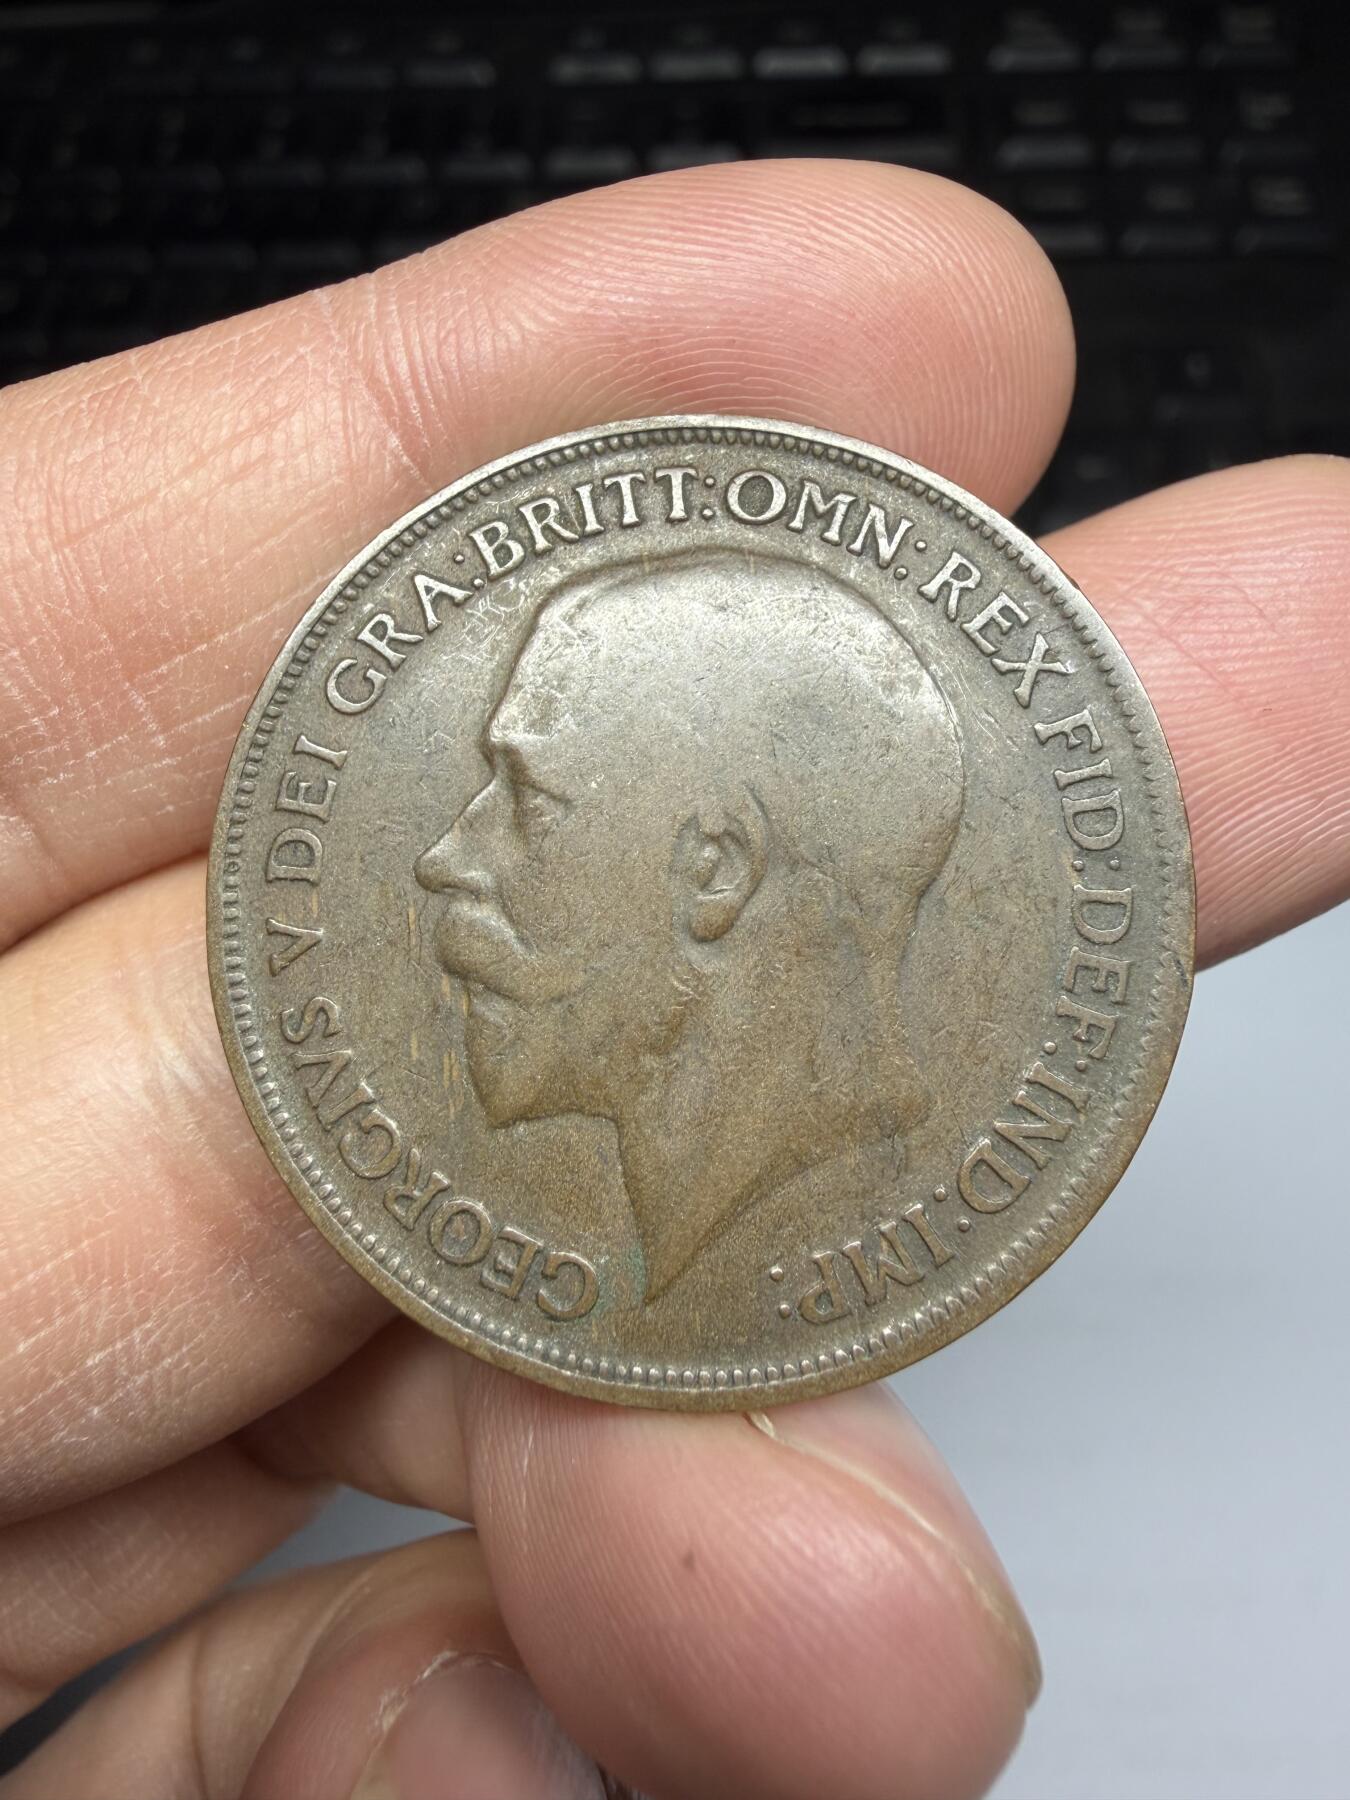 GEORGIVS V DEI GRA:BRITT:OMN:REX FID:DEF:IND:IMP: